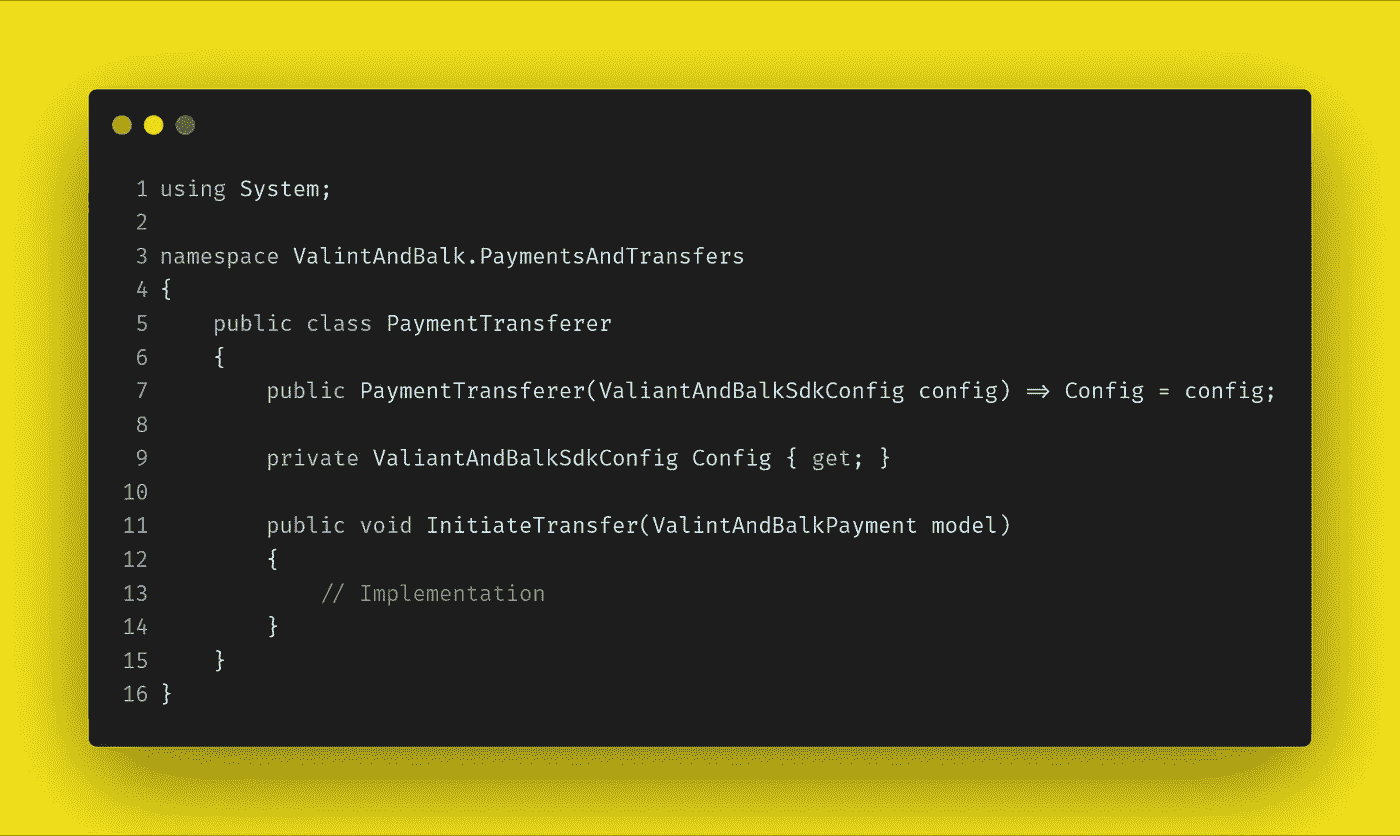 1 using System;
2
3 namespace ValintAndBalk.PaymentsAndTransfers
4 {
5     public class PaymentTransferer
6     {
7         public PaymentTransferer(ValiantAndBalkSdkConfig config) => Config = config;
8
9         private ValiantAndBalkSdkConfig Config { get; }
10
11         public void InitiateTransfer(ValintAndBalkPayment model)
12         {
13             // Implementation
14         }
15     }
16 }